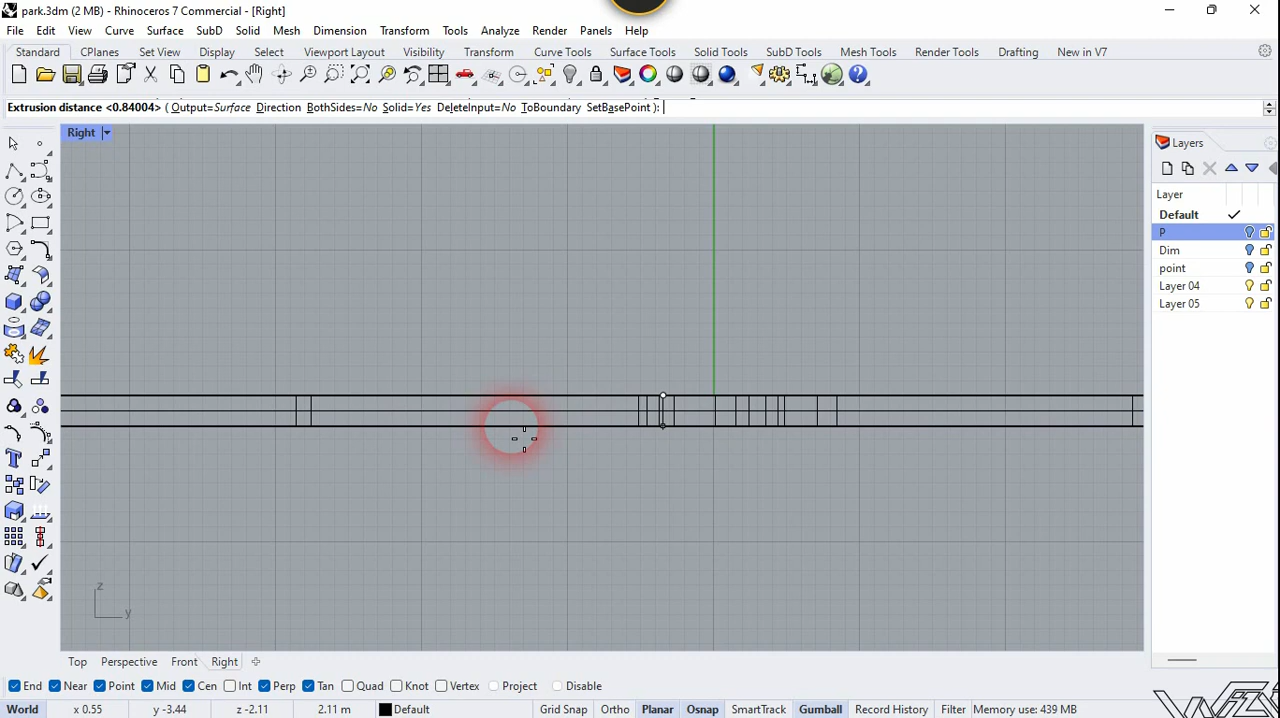 park.3dm (2 MB) - Rhinoceros 7 Commercial - [Right]
File Edit View Curve Surface SubD Solid Mesh Dimension Transform Tools Analyze Render Panels Help
Standard CPlanes Set View Display Select Viewport Layout Visibility Transform Curve Tools Surface Tools Solid Tools SubD Tools Mesh Tools Render Tools Drafting New in V7
Extrusion distance <0.84004> ( Output=Surface Direction BothSides=No Solid=Yes DeleteInput=No ToBoundary SetBasePoint ):
Right
Layers
Layer
Default
P
Dim
point
Layer 04
Layer 05
z
y
Top Perspective Front Right
End Near Point Mid Cen Int Perp Tan Quad Knot Vertex Project Disable
World x 0.55 y -3.44 z -2.11 2.11 m Default Grid Snap Ortho Planar Osnap SmartTrack Gumball Record History Filter Memory use: 439 MB